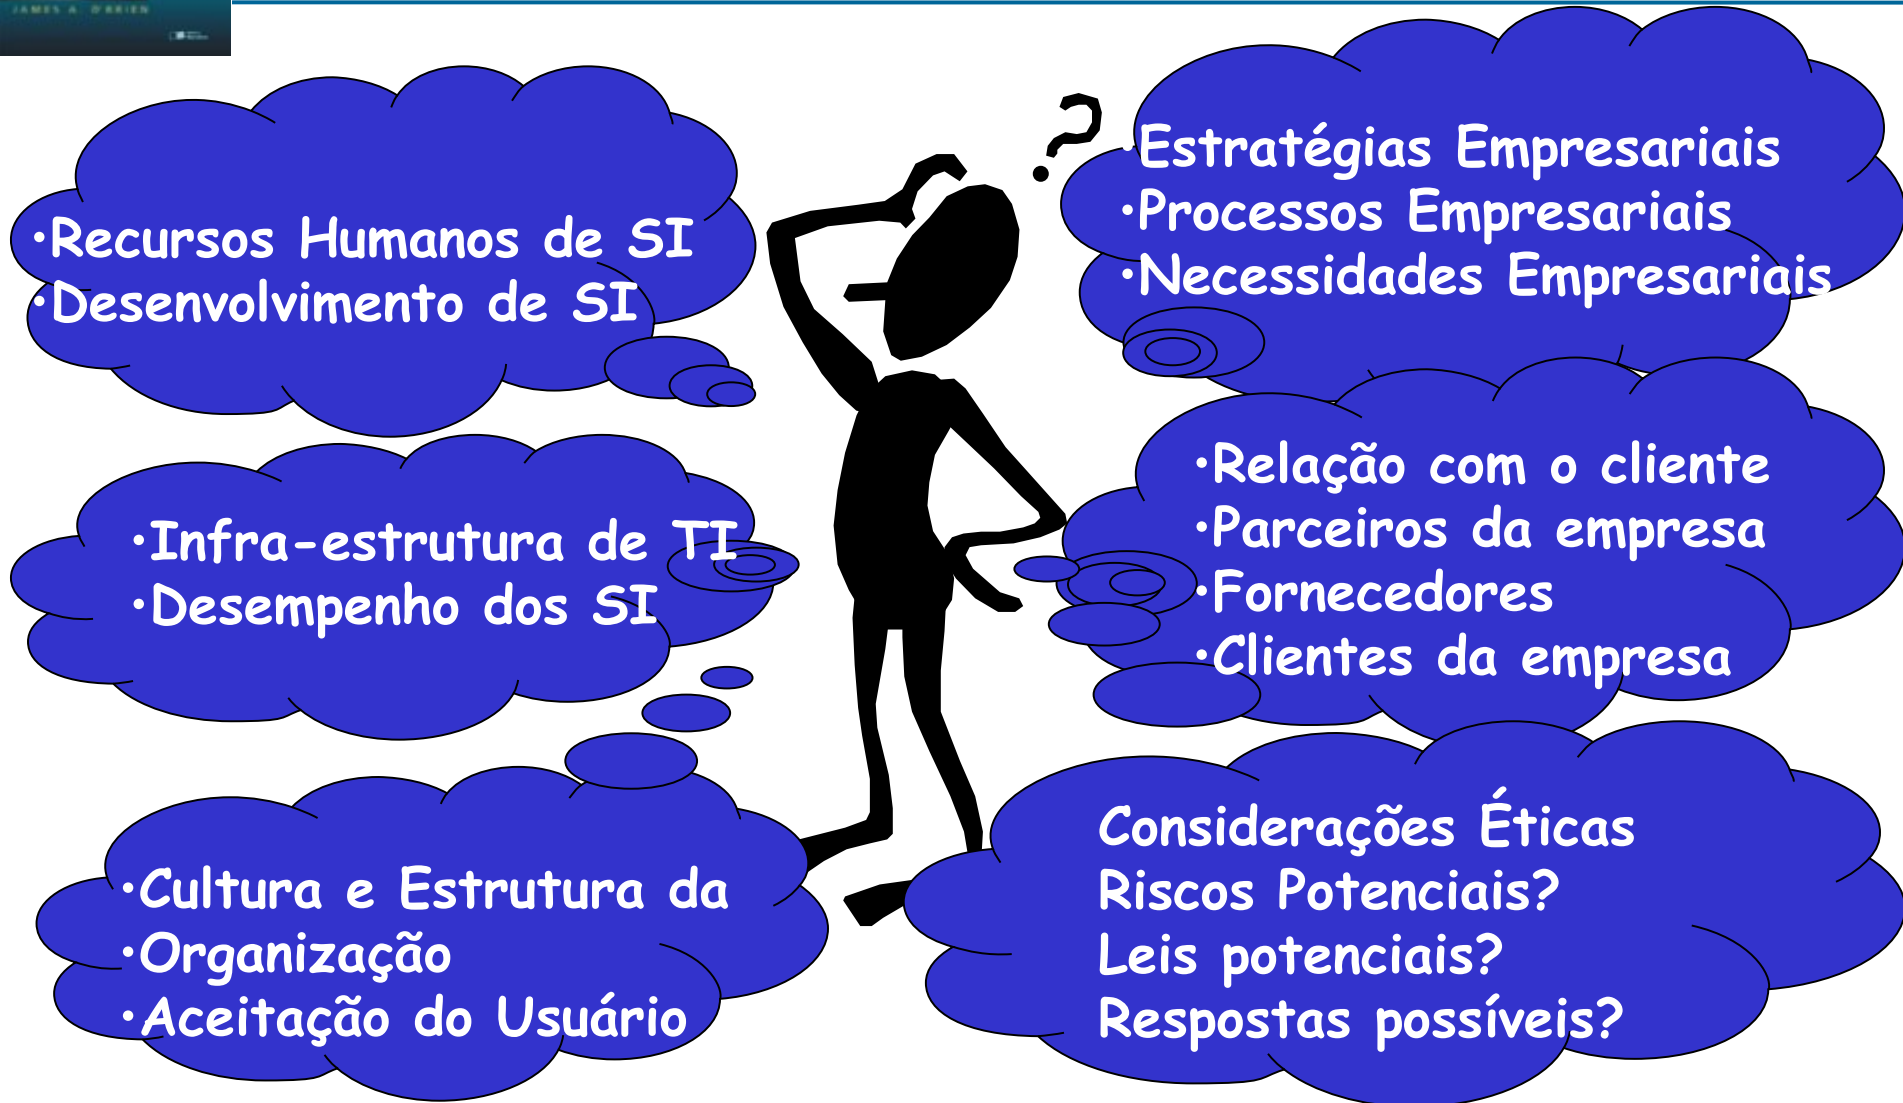 JAMES A. O'BRIEN
•Recursos Humanos de SI
•Desenvolvimento de SI
•Estratégias Empresariais
•Processos Empresariais
•Necessidades Empresariais
?
•Infra-estrutura de TI
•Desempenho dos SI
•Relação com o cliente
•Parceiros da empresa
•Fornecedores
•Clientes da empresa
•Cultura e Estrutura da
•Organização
•Aceitação do Usuário
Considerações Éticas
Riscos Potenciais?
Leis potenciais?
Respostas possíveis?